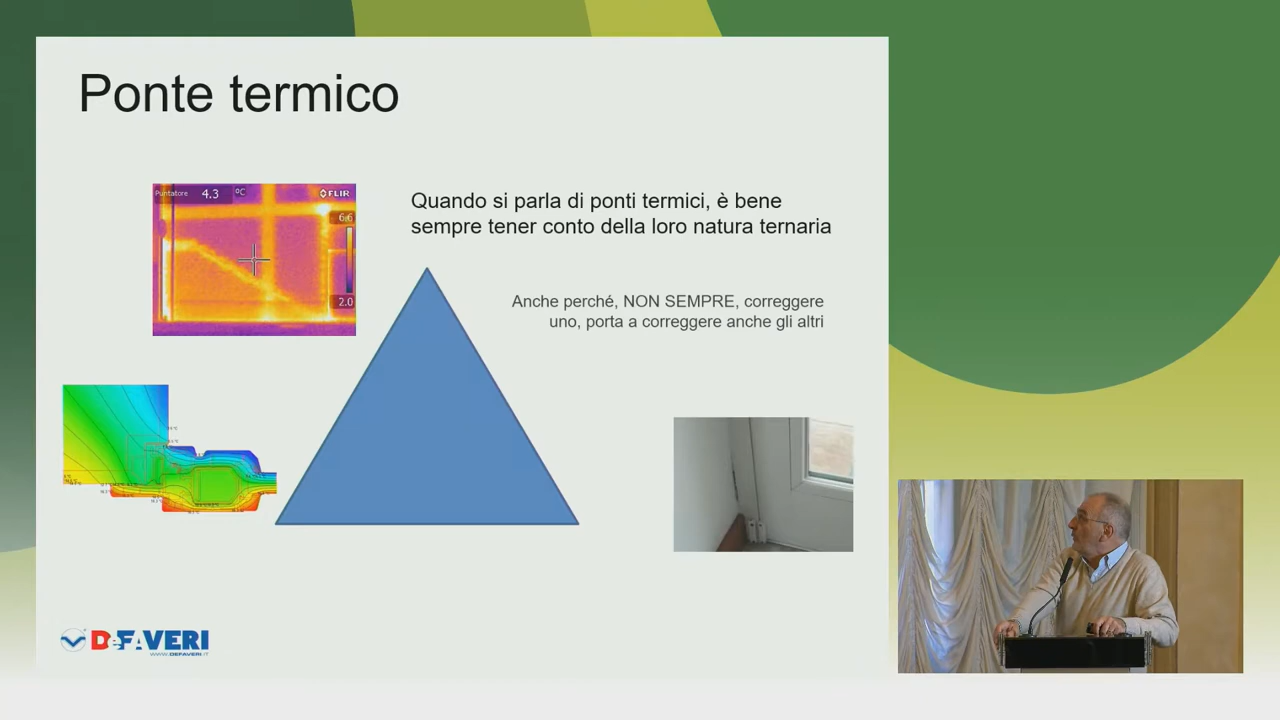 Ponte termico
Puntatore 4.3 °C FLIR
6.6
2.0
Quando si parla di ponti termici, è bene
sempre tener conto della loro natura ternaria
Anche perché, NON SEMPRE, correggere
uno, porta a correggere anche gli altri
DeFAVERI
WWW.DEFAVERI.IT